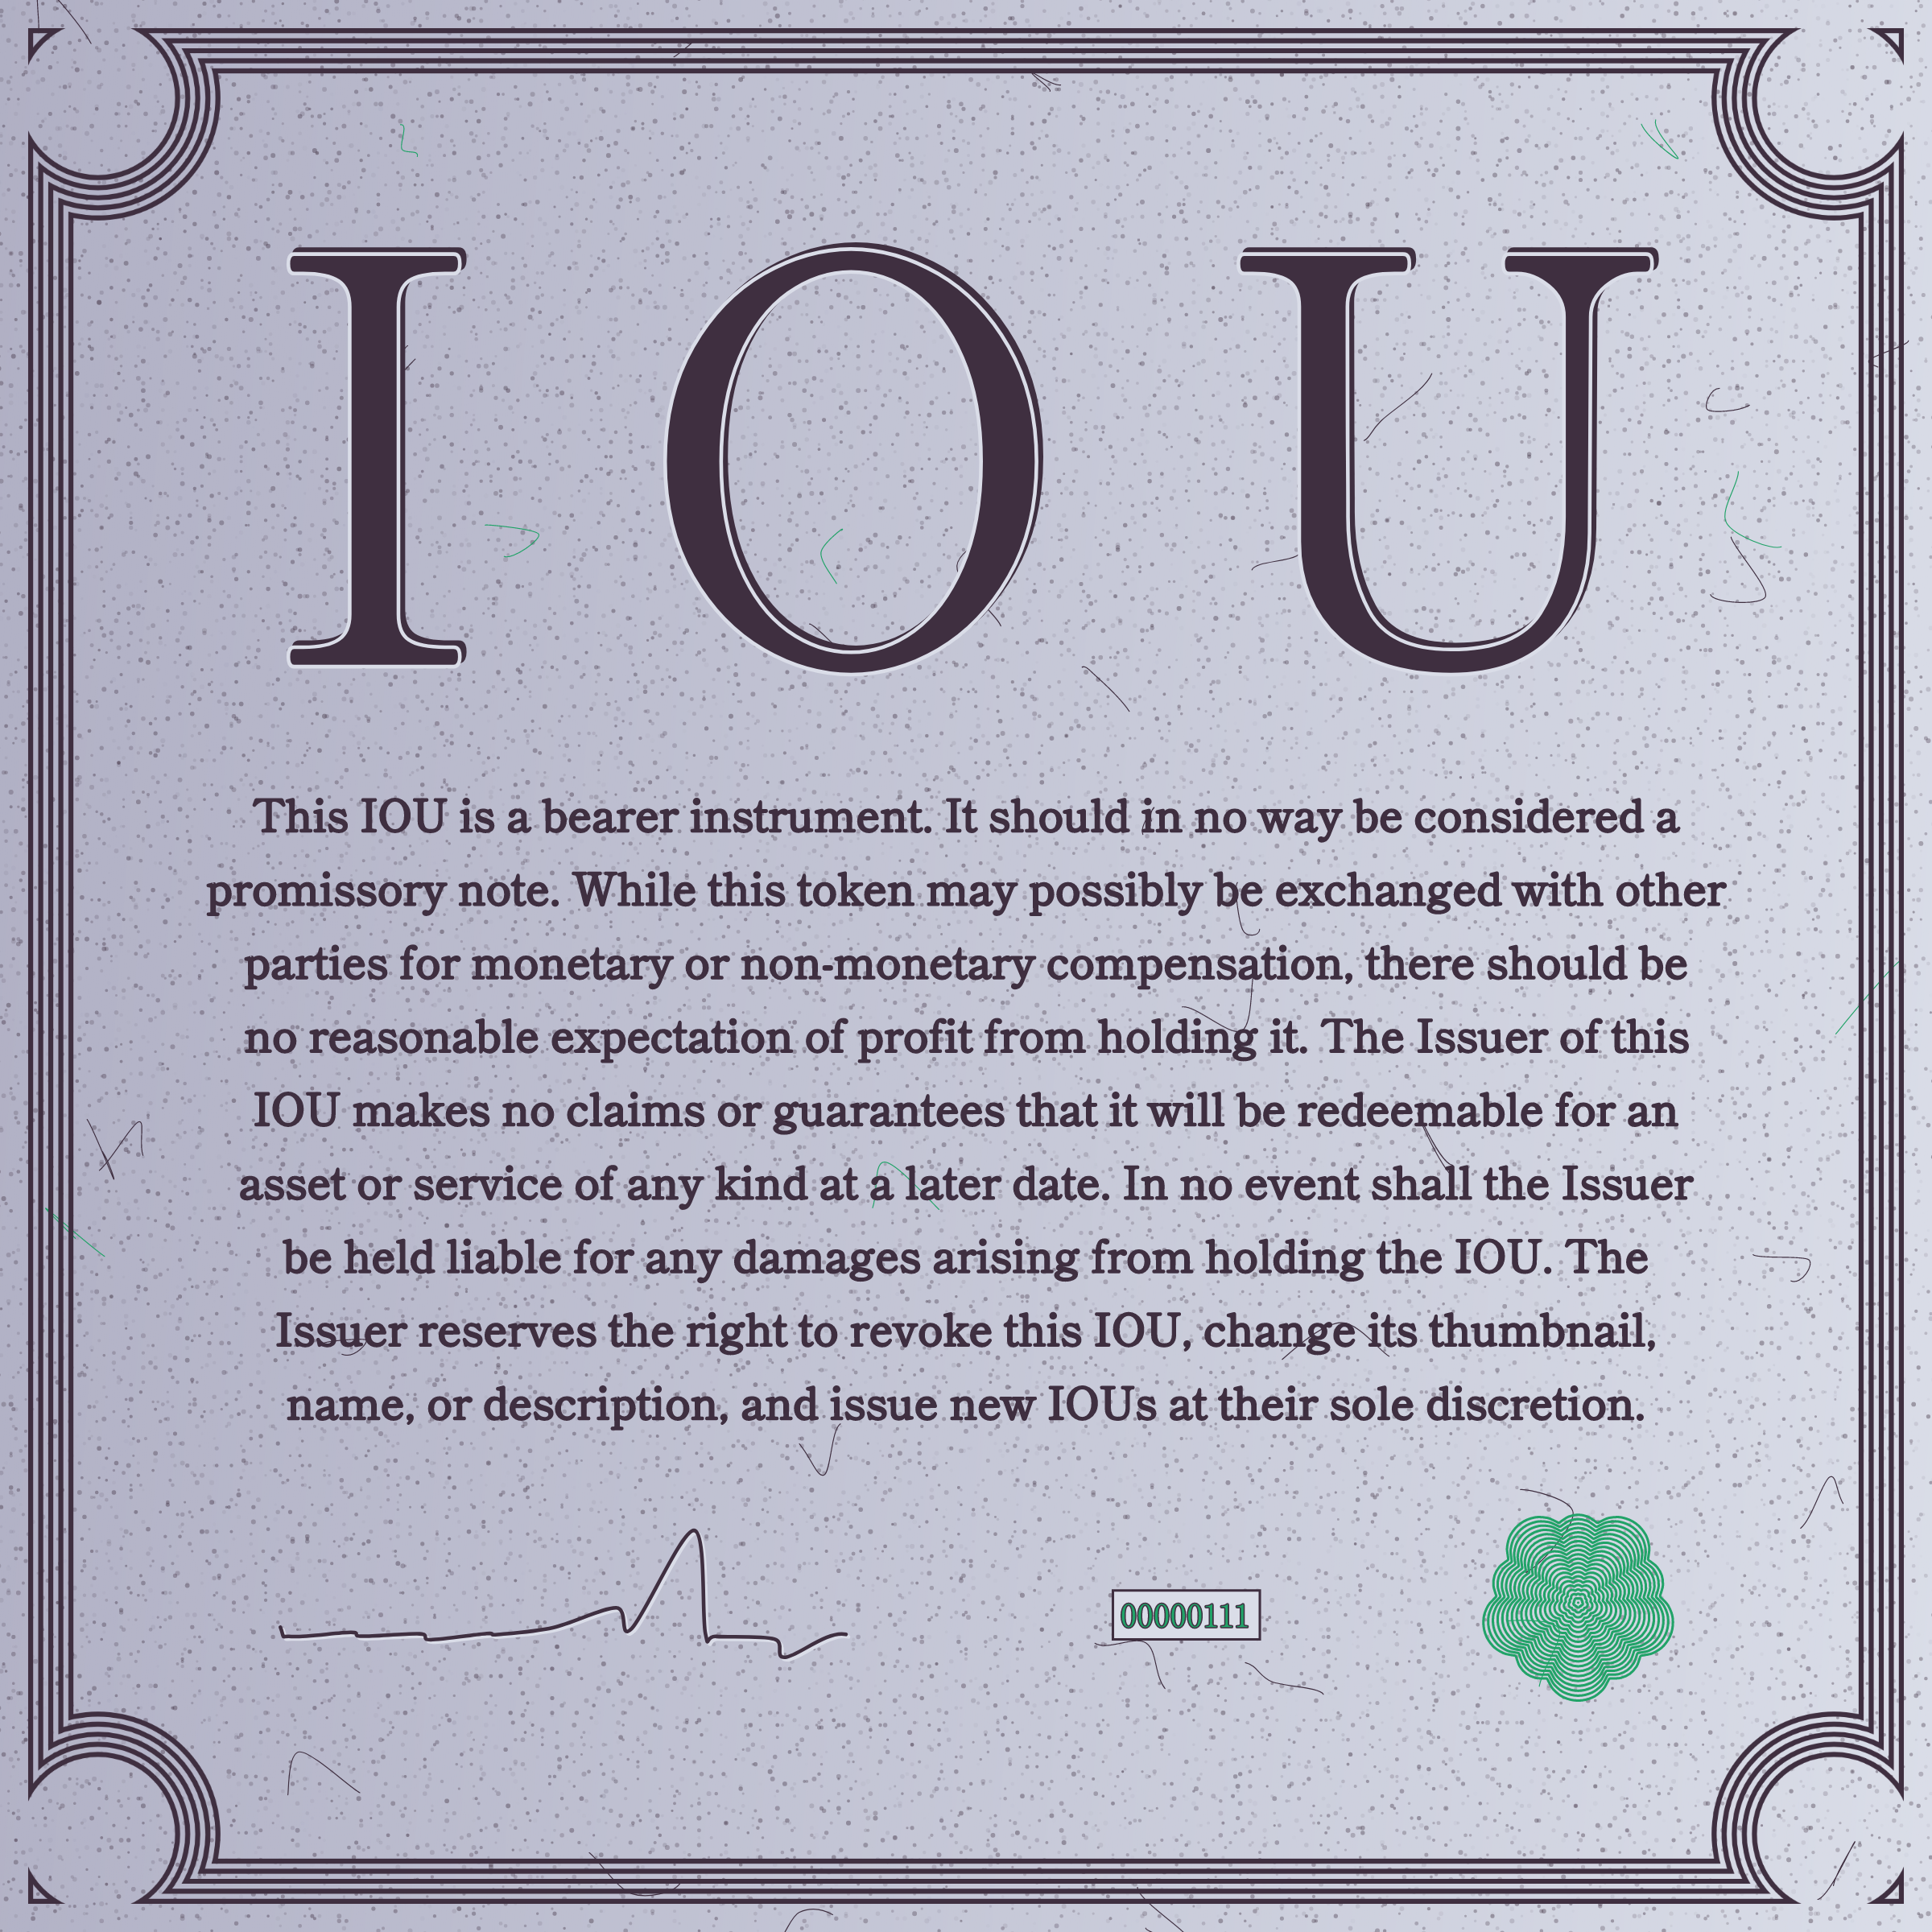 I O U
This IOU is a bearer instrument. It should in no way be considered a
promissory note. While this token may possibly be exchanged with other
parties for monetary or non-monetary compensation, there should be
no reasonable expectation of profit from holding it. The Issuer of this
IOU makes no claims or guarantees that it will be redeemable for an
asset or service of any kind at a later date. In no event shall the Issuer
be held liable for any damages arising from holding the IOU. The
Issuer reserves the right to revoke this IOU, change its thumbnail,
name, or description, and issue new IOUs at their sole discretion.
00000111